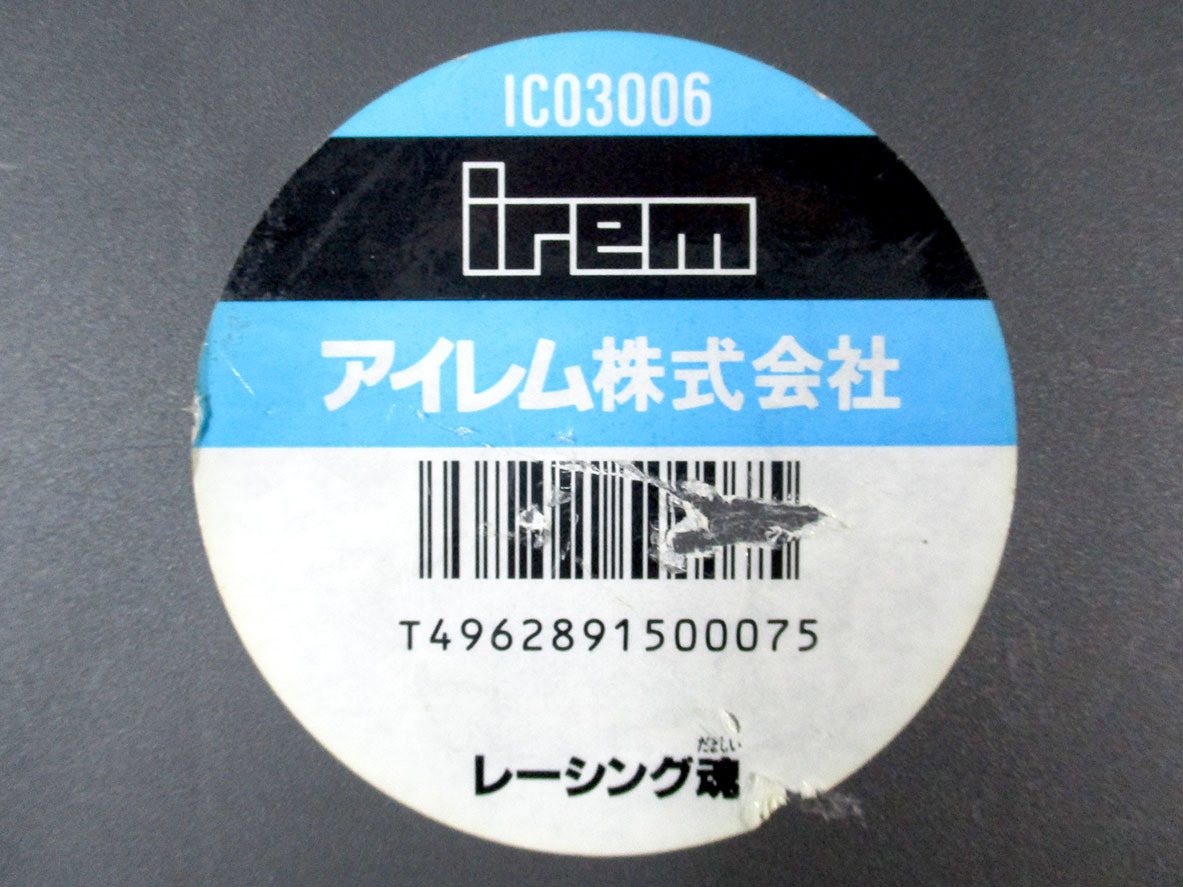 IC03006
irem
アイレム株式会社
T4962891500075
だましい
レーシング魂